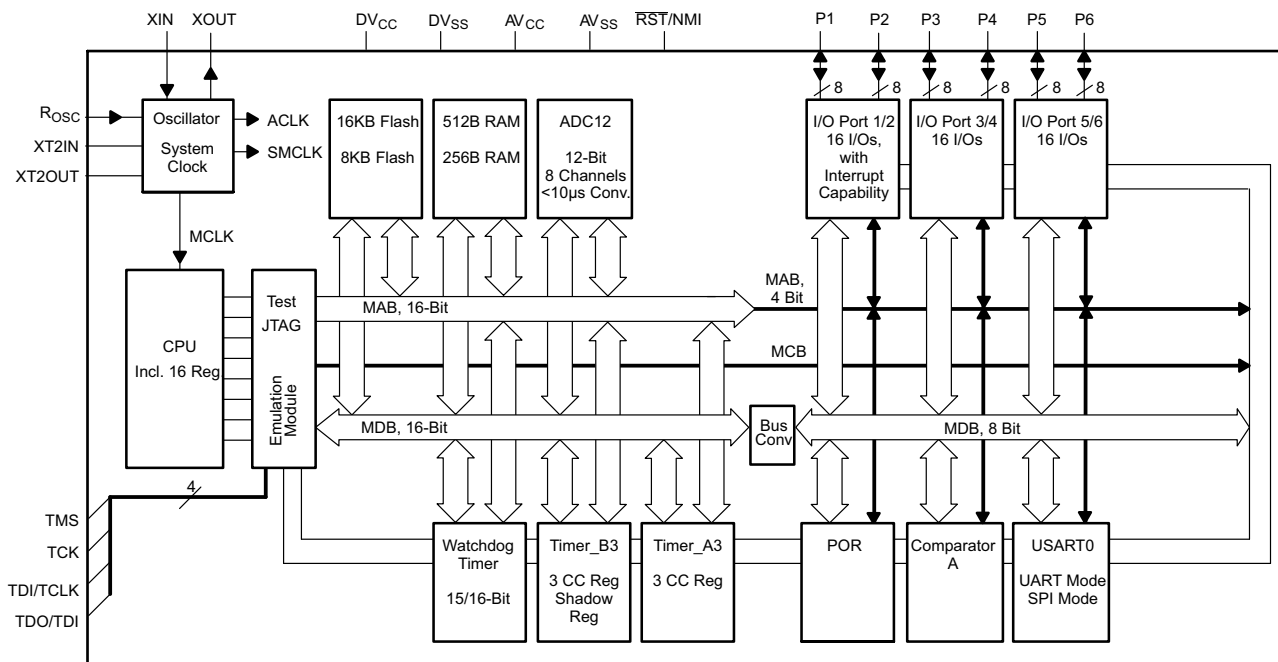 XIN XOUT DVCC DVSS AVCC AVSS RST/NMI P1 P2 P3 P4 P5 P6
8 8 8 8 8 8
ROSC
XT2IN
XT2OUT
Oscillator
System
Clock
ACLK
SMCLK
16KB Flash
8KB Flash
512B RAM
256B RAM
ADC12
12-Bit
8 Channels
<10µs Conv.
I/O Port 1/2
16 I/Os,
with
Interrupt
Capability
I/O Port 3/4
16 I/Os
I/O Port 5/6
16 I/Os
MCLK
CPU
Incl. 16 Reg.
Test
JTAG
Emulation
Module
MAB, 16-Bit
MAB,
4 Bit
MCB
MDB, 16-Bit
Bus
Conv
MDB, 8 Bit
4
TMS
TCK
TDI/TCLK
TDO/TDI
Watchdog
Timer
15/16-Bit
Timer_B3
3 CC Reg
Shadow
Reg
Timer_A3
3 CC Reg
POR
Comparator
A
USART0
UART Mode
SPI Mode